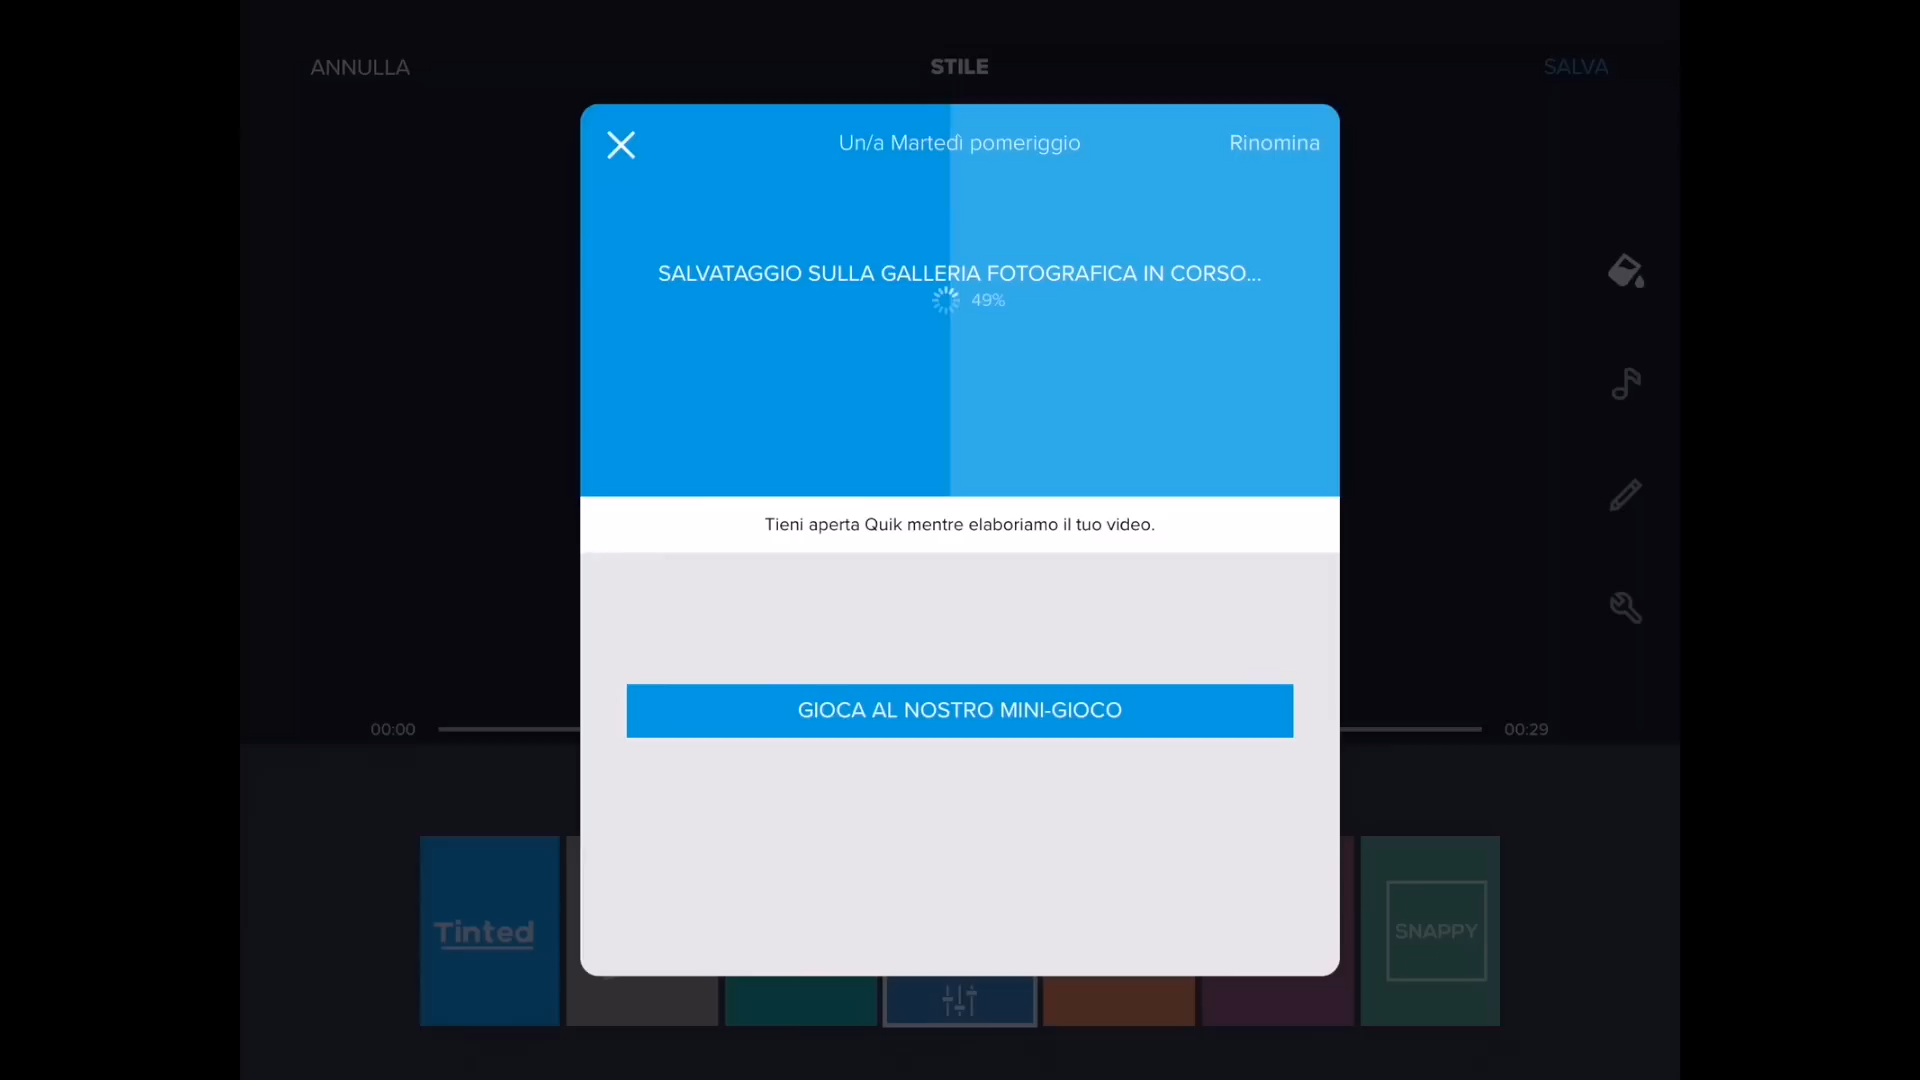 ANNULLA
STILE
SALVA
Un/a Martedì pomeriggio
Rinomina
SALVATAGGIO SULLA GALLERIA FOTOGRAFICA IN CORSO...
49%
Tieni aperta Quik mentre elaboriamo il tuo video.
GIOCA AL NOSTRO MINI-GIOCO
00:00
00:29
Tinted
SNAPPY